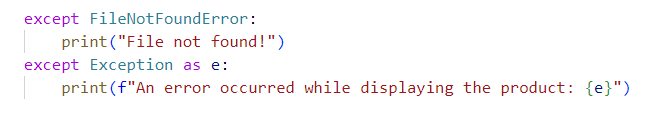 except FileNotFoundError:
    print("File not found!")
except Exception as e:
    print(f"An error occurred while displaying the product: {e}")